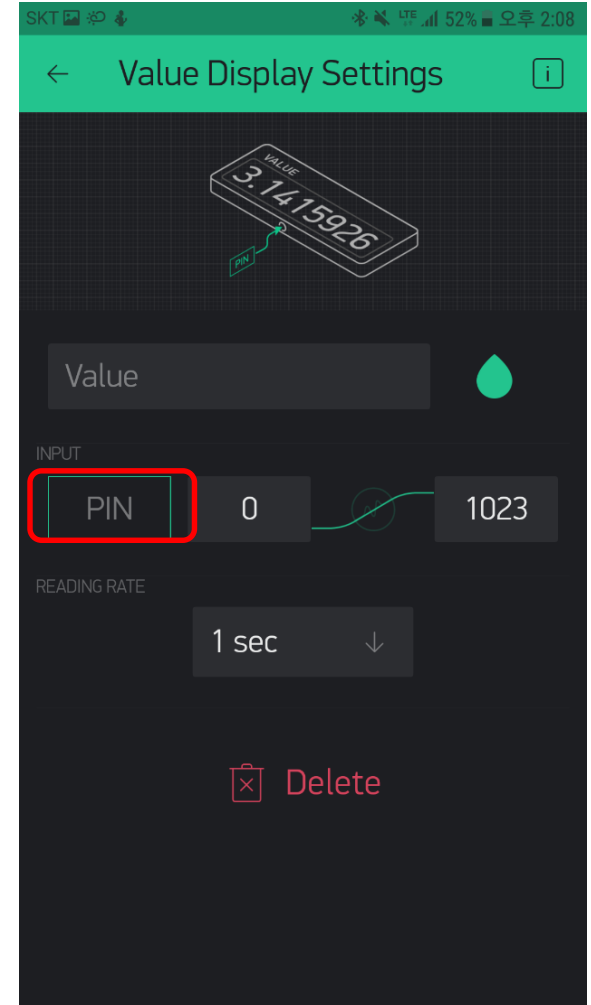 SKT LTE 52% 오후 2:08
Value Display Settings i
VALUE
3.1415926
PIN
Value
INPUT
PIN 0 1023
READING RATE
1 sec
Delete